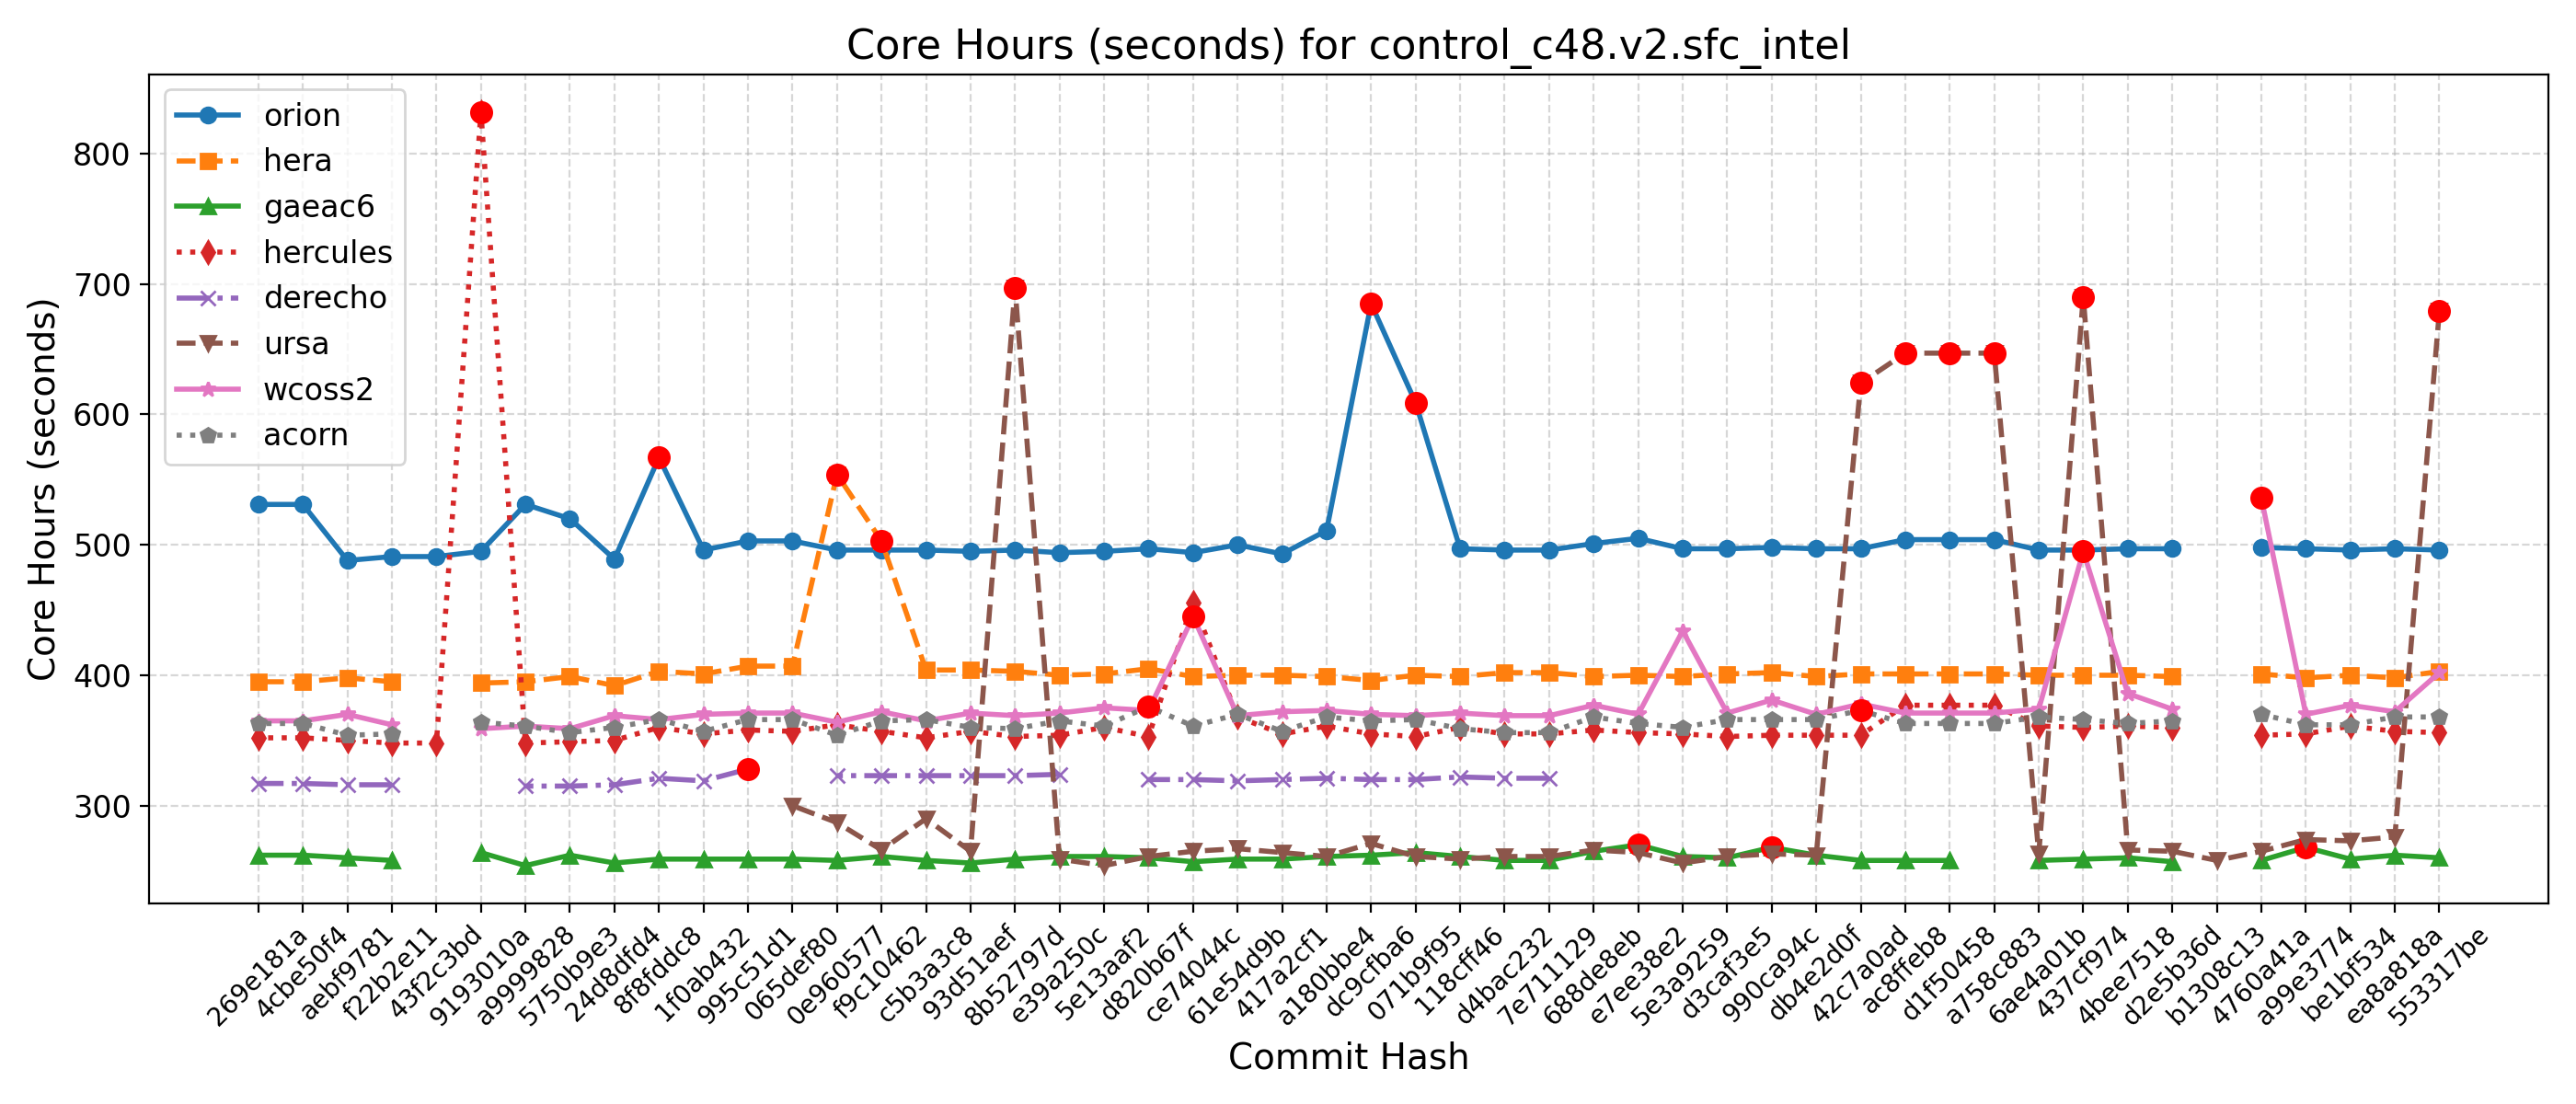 Core Hours (seconds) for control_c48.v2.sfc_intel
orion
hera
gaeac6
hercules
derecho
ursa
wcoss2
acorn
Core Hours (seconds)
800
700
600
500
400
300
269e181a
4cbe50f4
aebf9781
f22b2e11
43f2c3bd
9193010a
a9999828
5750b9e3
24d8dfd4
8f8fddc8
1f0ab432
995c51d1
065def80
0e960577
f9c10462
c5b3a3c8
93d51aef
8b52797d
e39a250c
5e13aaf2
d820b67f
ce74044c
61e54d9b
417a2cf1
a180bbe4
dc9cfba6
071b9f95
118cff46
d4bac232
7e711129
688de8eb
e7ee38e2
5e3a9259
d3caf3e5
990ca94c
db4e2d0f
42c7a0ad
ac8ffeb8
d1f50458
a758c883
6ae4a01b
437cf974
4bee7518
d2e5b36d
b1308c13
4760a41a
a99e3774
be1bf534
ea8a818a
553317be
Commit Hash